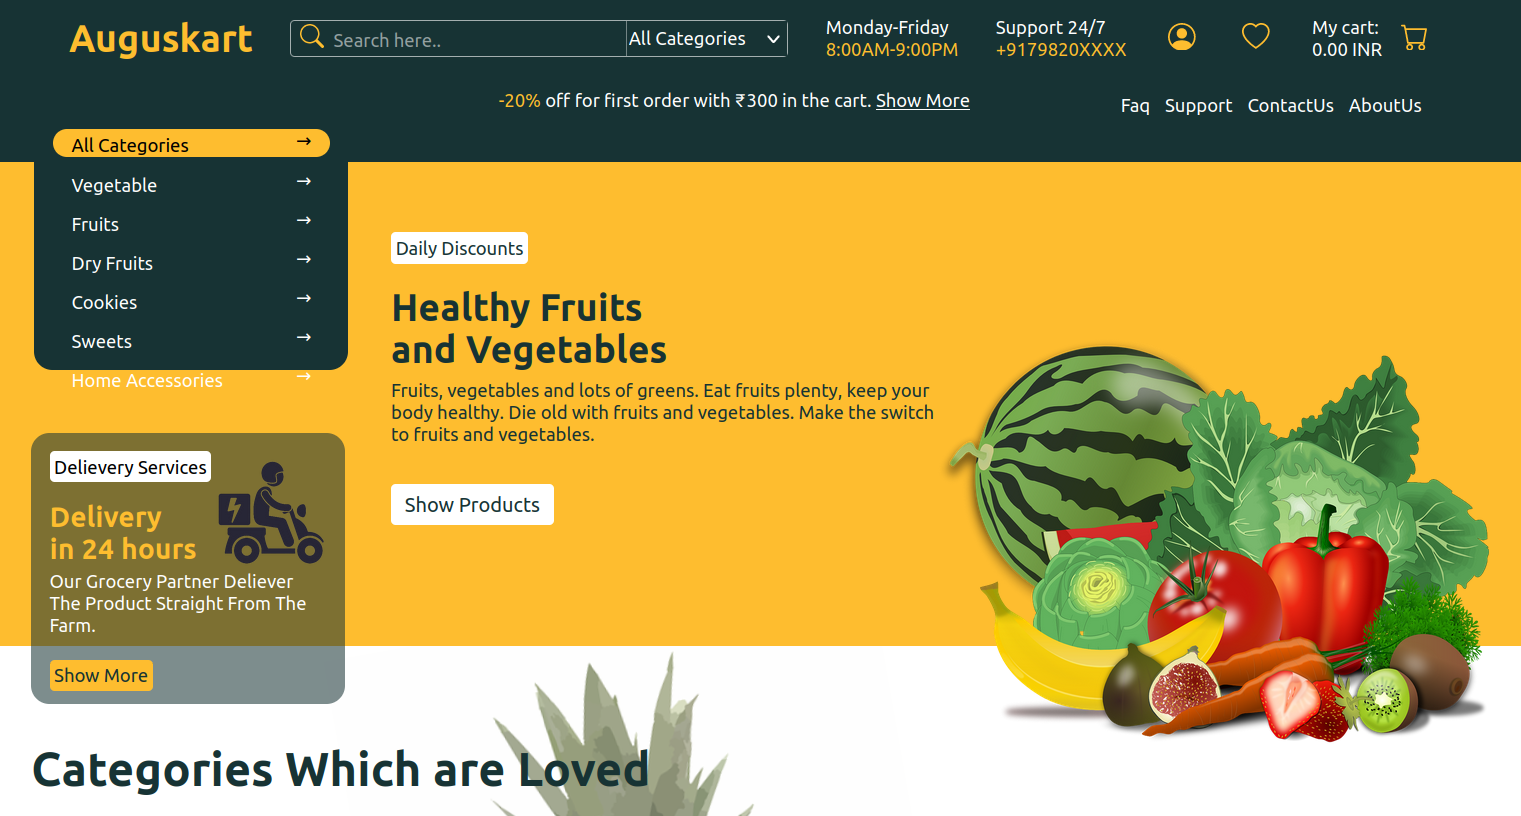 Auguskart
Search here..
All Categories
Monday-Friday
8:00AM-9:00PM
Support 24/7
+9179820XXXX
My cart:
0.00 INR
-20% off for first order with ₹300 in the cart. Show More
Faq Support ContactUs AboutUs
All Categories →
Vegetable →
Fruits →
Dry Fruits →
Cookies →
Sweets →
Home Accessories →
Daily Discounts
Healthy Fruits
and Vegetables
Fruits, vegetables and lots of greens. Eat fruits plenty, keep your
body healthy. Die old with fruits and vegetables. Make the switch
to fruits and vegetables.
Show Products
Delievery Services
Delivery
in 24 hours
Our Grocery Partner Deliever
The Product Straight From The
Farm.
Show More
Categories Which are Loved